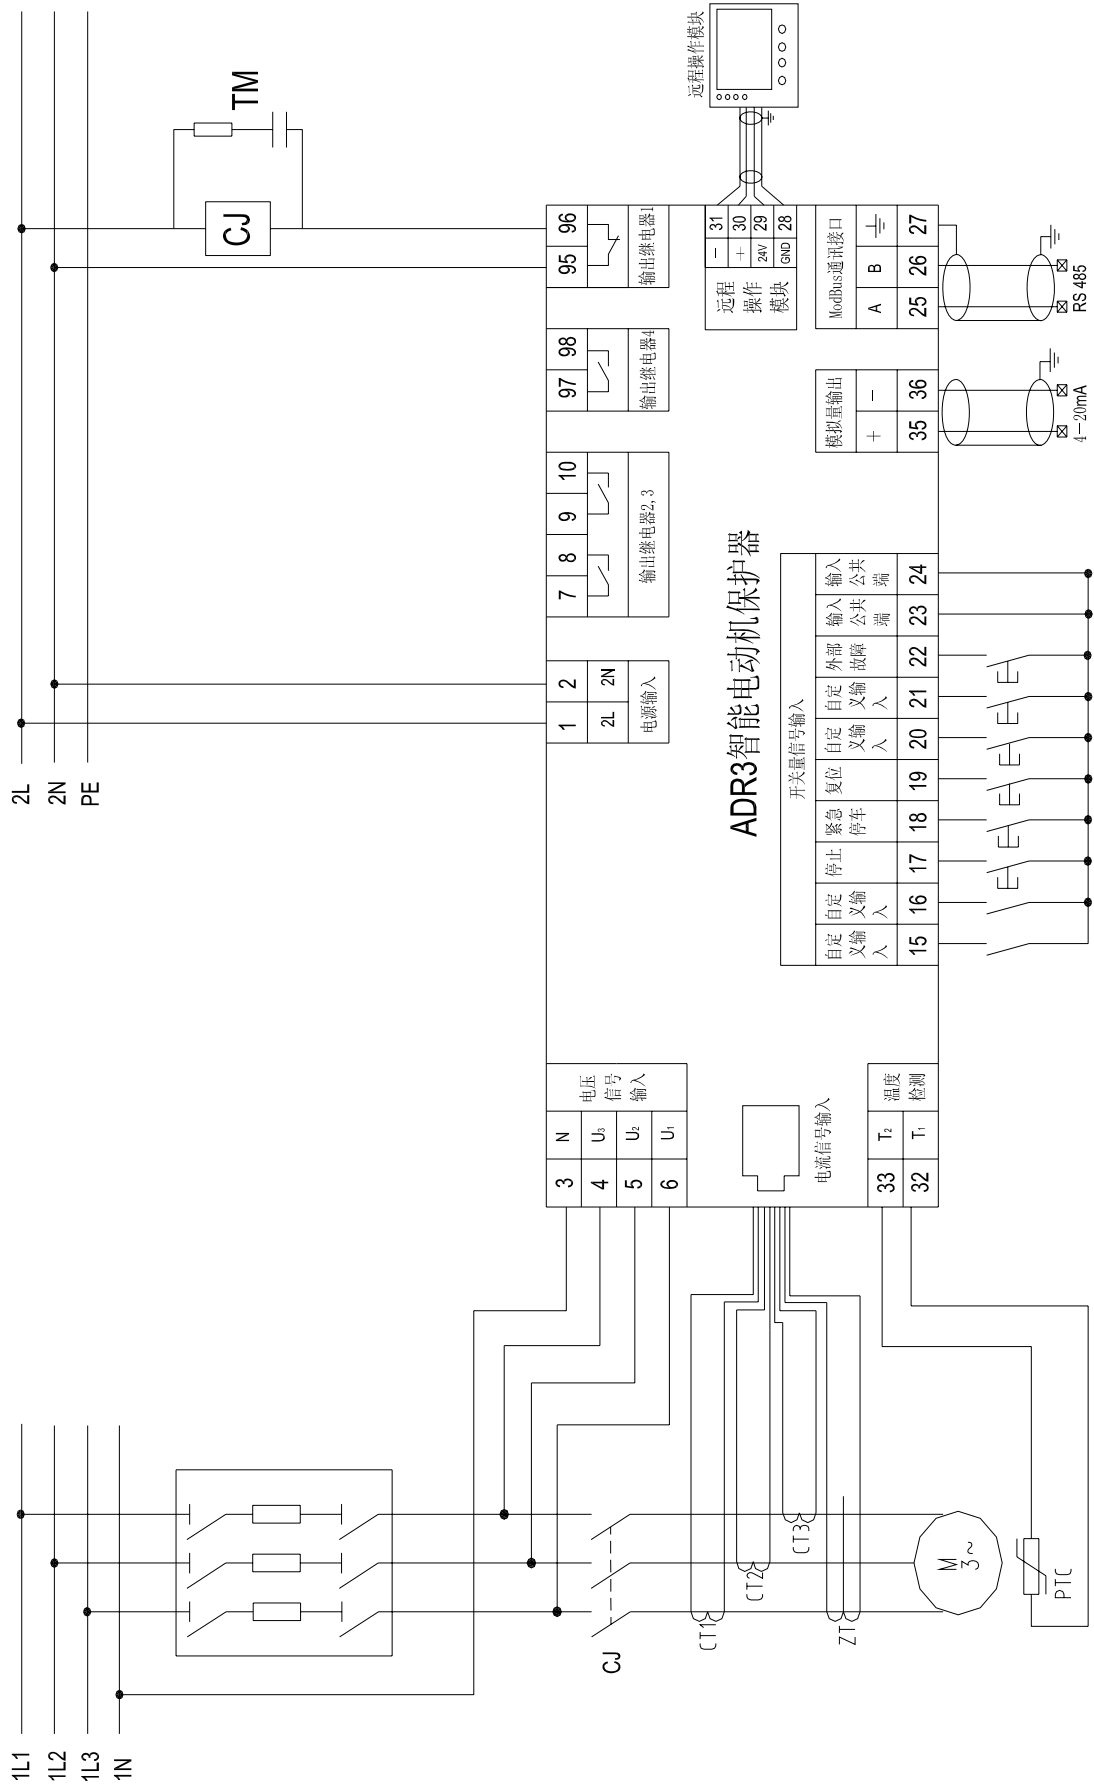 1L1
1L2
1L3
1N
2L
2N
PE
CJ
TM
CJ
CT1
CT2
CT3
ZT
M
3~
PTC
3 N
4 U3
5 U2
6 U1
电压
信号
输入
1 2
2L 2N
电源输入
7 8 9 10
输出继电器2,3
97 98
输出继电器4
95 96
输出继电器1
ADR3智能电动机保护器
电流信号输入
33 T2
32 T1
温度
检测
开关量信号输入
自定
义输
入
15
自定
义输
入
16
停止
17
紧急
停车
18
复位
19
自定
义输
入
20
自定
义输
入
21
外部
故障
22
输入
公共
端
23
输入
公共
端
24
模拟量输出
+ −
35 36
4-20mA
ModBus通讯接口
A B
25 26 27
RS485
远程
操作
模块
− 31
+ 30
24V 29
GND 28
远程操作模块